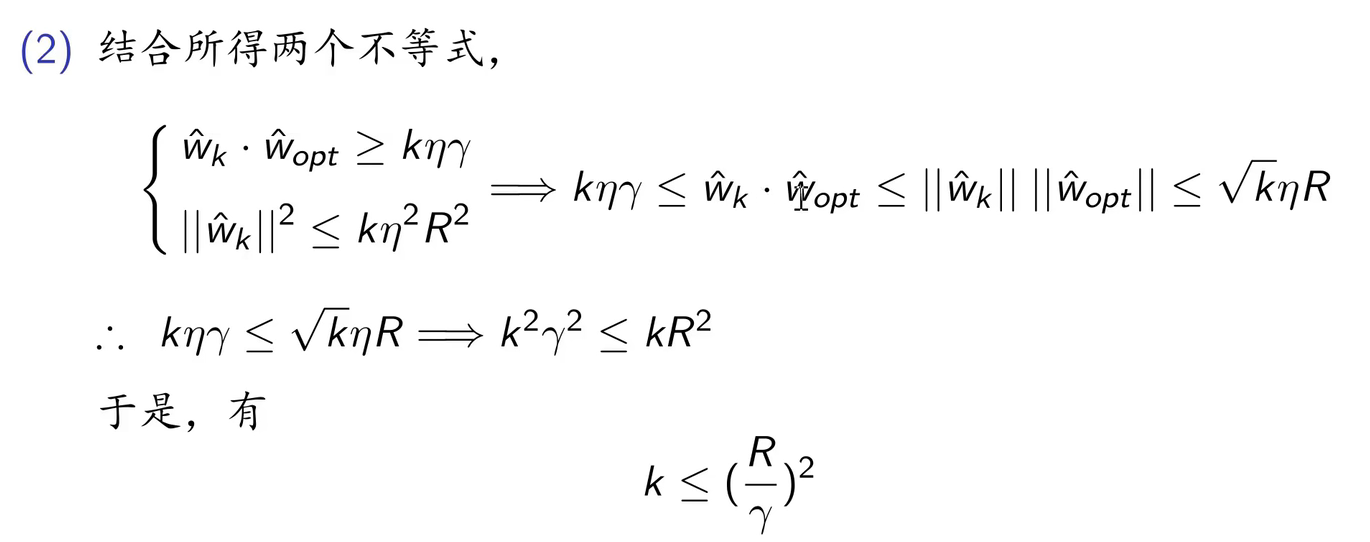 (2) 结合所得两个不等式，
{ ŵ_k · ŵ_opt ≥ kηγ
||ŵ_k||² ≤ kη²R² ⟹ kηγ ≤ ŵ_k · ŵ_opt ≤ ||ŵ_k|| ||ŵ_opt|| ≤ √k ηR
∴ kηγ ≤ √k ηR ⟹ k²γ² ≤ kR²
于是，有
k ≤ (R/γ)²